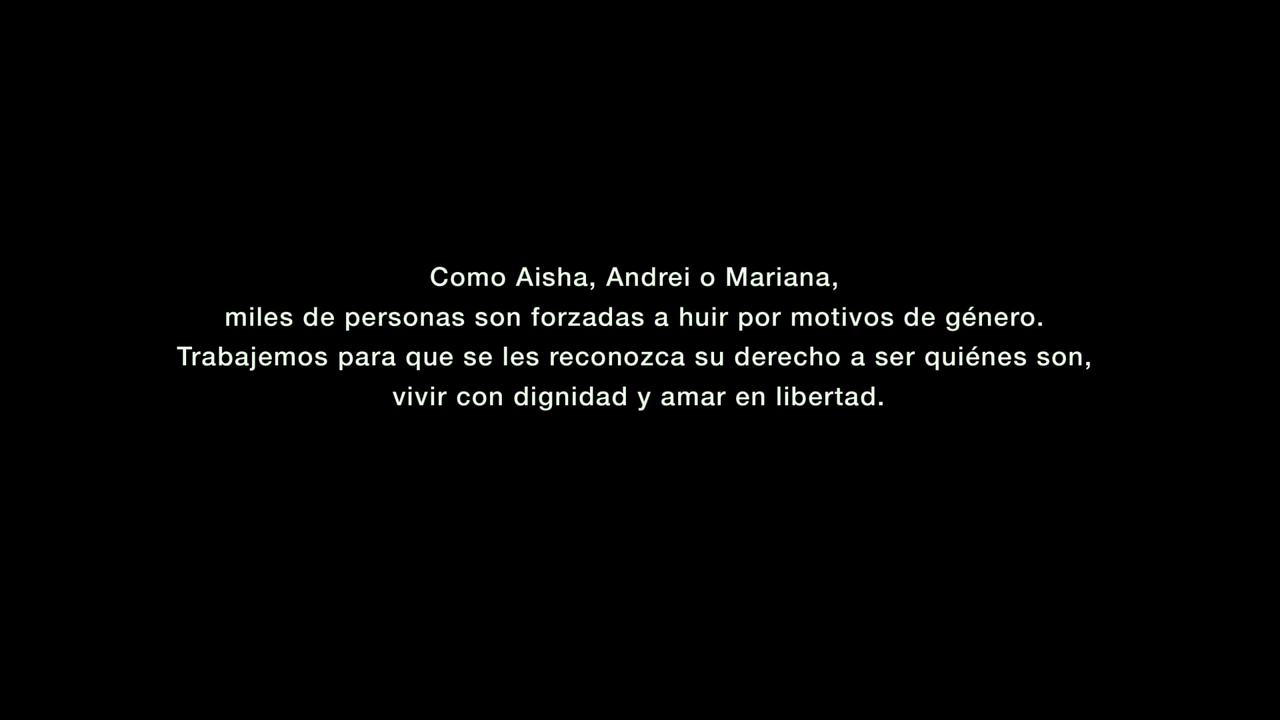 Como Aisha, Andrei o Mariana,
miles de personas son forzadas a huir por motivos de género.
Trabajemos para que se les reconozca su derecho a ser quiénes son,
vivir con dignidad y amar en libertad.